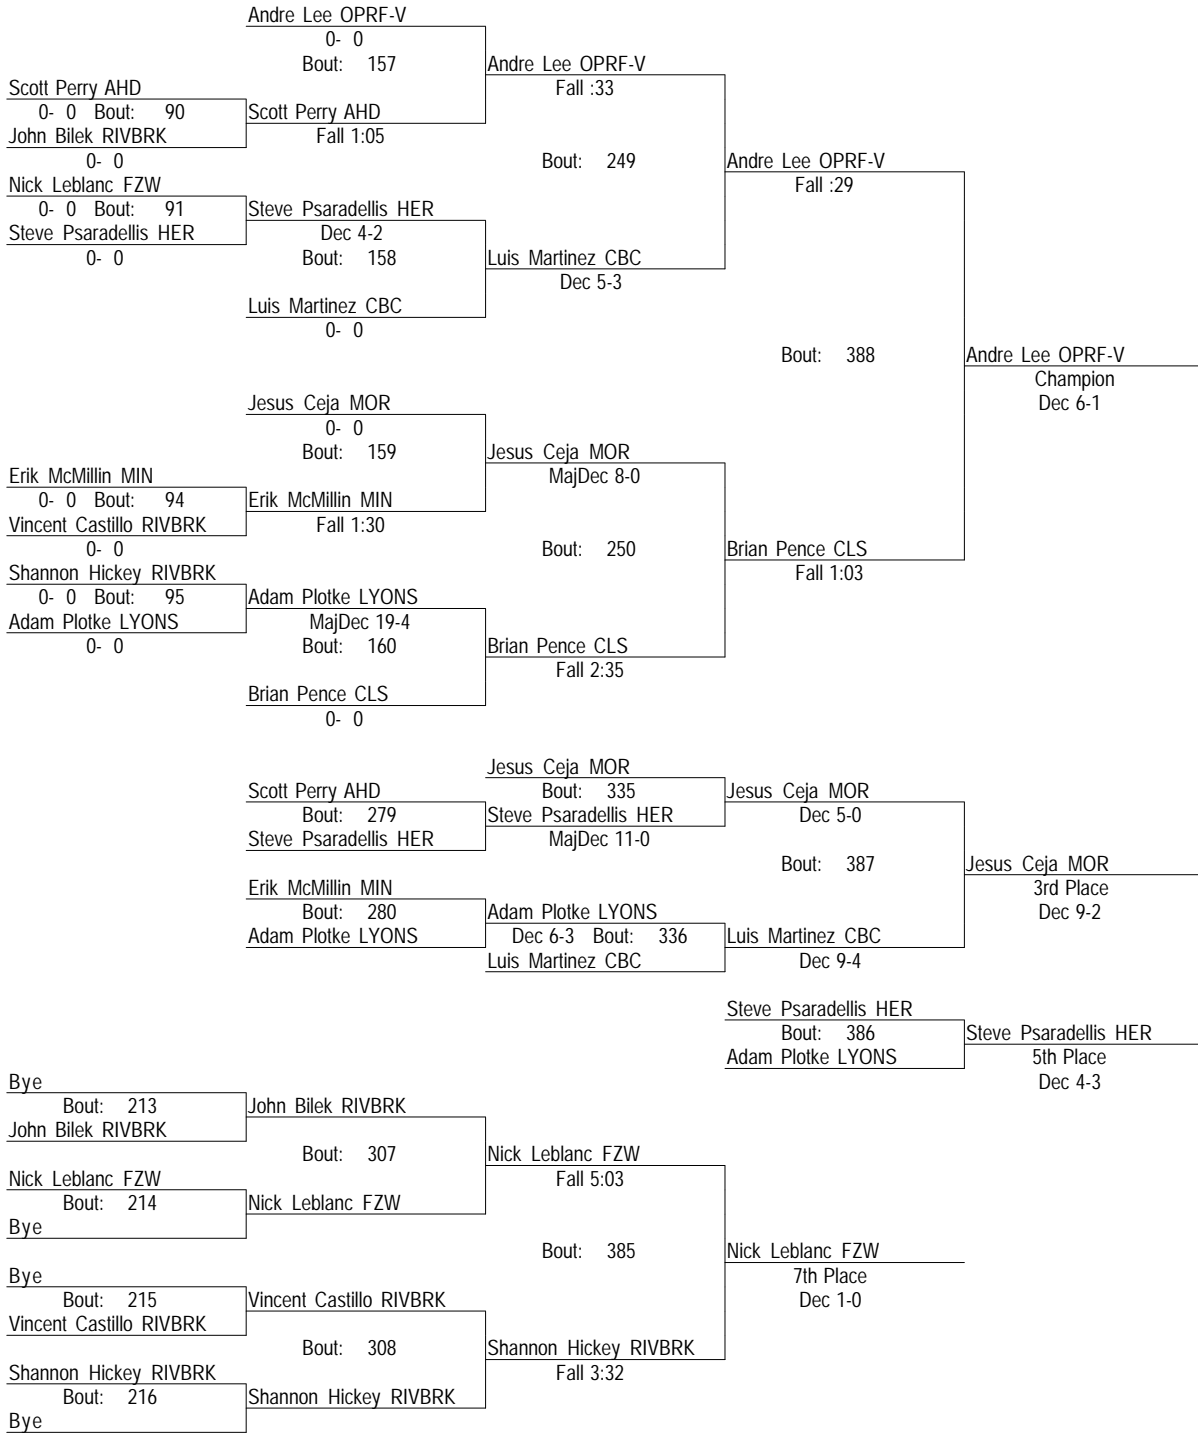 Andre Lee OPRF-V
0- 0
Bout: 157
Andre Lee OPRF-V
Scott Perry AHD
Fall :33
0- 0 Bout: 90
Scott Perry AHD
John Bilek RIVBRK
Fall 1:05
0- 0
Bout: 249
Andre Lee OPRF-V
Nick Leblanc FZW
Fall :29
0- 0 Bout: 91
Steve Psaradellis HER
Steve Psaradellis HER
Dec 4-2
0- 0
Bout: 158
Luis Martinez CBC
Dec 5-3
Luis Martinez CBC
0- 0
Bout: 388
Andre Lee OPRF-V
Champion
Dec 6-1
Jesus Ceja MOR
0- 0
Bout: 159
Jesus Ceja MOR
Erik McMillin MIN
MajDec 8-0
0- 0 Bout: 94
Erik McMillin MIN
Vincent Castillo RIVBRK
Fall 1:30
0- 0
Bout: 250
Brian Pence CLS
Shannon Hickey RIVBRK
Fall 1:03
0- 0 Bout: 95
Adam Plotke LYONS
Adam Plotke LYONS
MajDec 19-4
0- 0
Bout: 160
Brian Pence CLS
Fall 2:35
Brian Pence CLS
0- 0
Jesus Ceja MOR
Scott Perry AHD
Bout: 335
Jesus Ceja MOR
Bout: 279
Steve Psaradellis HER
Dec 5-0
Steve Psaradellis HER
MajDec 11-0
Bout: 387
Jesus Ceja MOR
Erik McMillin MIN
3rd Place
Bout: 280
Adam Plotke LYONS
Dec 9-2
Adam Plotke LYONS
Dec 6-3 Bout: 336
Luis Martinez CBC
Luis Martinez CBC
Dec 9-4
Steve Psaradellis HER
Bout: 386
Steve Psaradellis HER
Adam Plotke LYONS
5th Place
Dec 4-3
Bye
Bout: 213
John Bilek RIVBRK
John Bilek RIVBRK
Bout: 307
Nick Leblanc FZW
Nick Leblanc FZW
Fall 5:03
Bout: 214
Nick Leblanc FZW
Bye
Bout: 385
Nick Leblanc FZW
Bye
7th Place
Bout: 215
Vincent Castillo RIVBRK
Dec 1-0
Vincent Castillo RIVBRK
Bout: 308
Shannon Hickey RIVBRK
Shannon Hickey RIVBRK
Fall 3:32
Bout: 216
Shannon Hickey RIVBRK
Bye